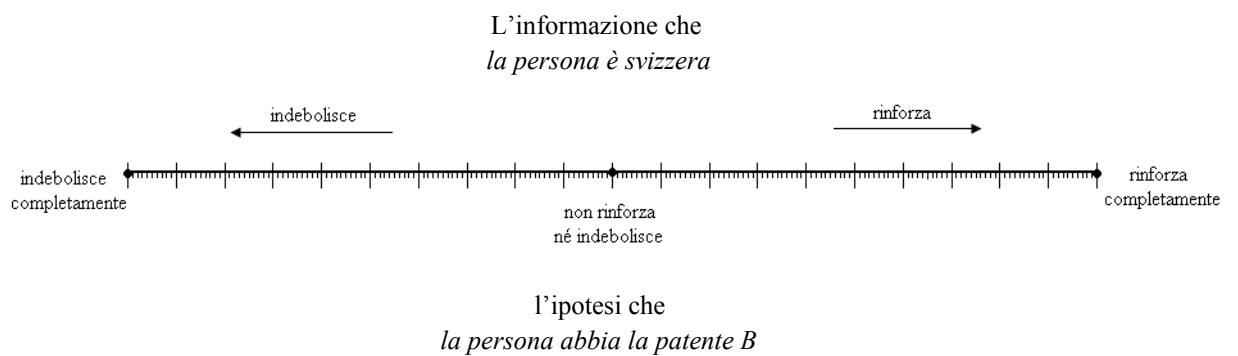 L’informazione che
la persona è svizzera
indebolisce
rinforza
indebolisce
completamente
non rinforza
né indebolisce
rinforza
completamente
l’ipotesi che
la persona abbia la patente B